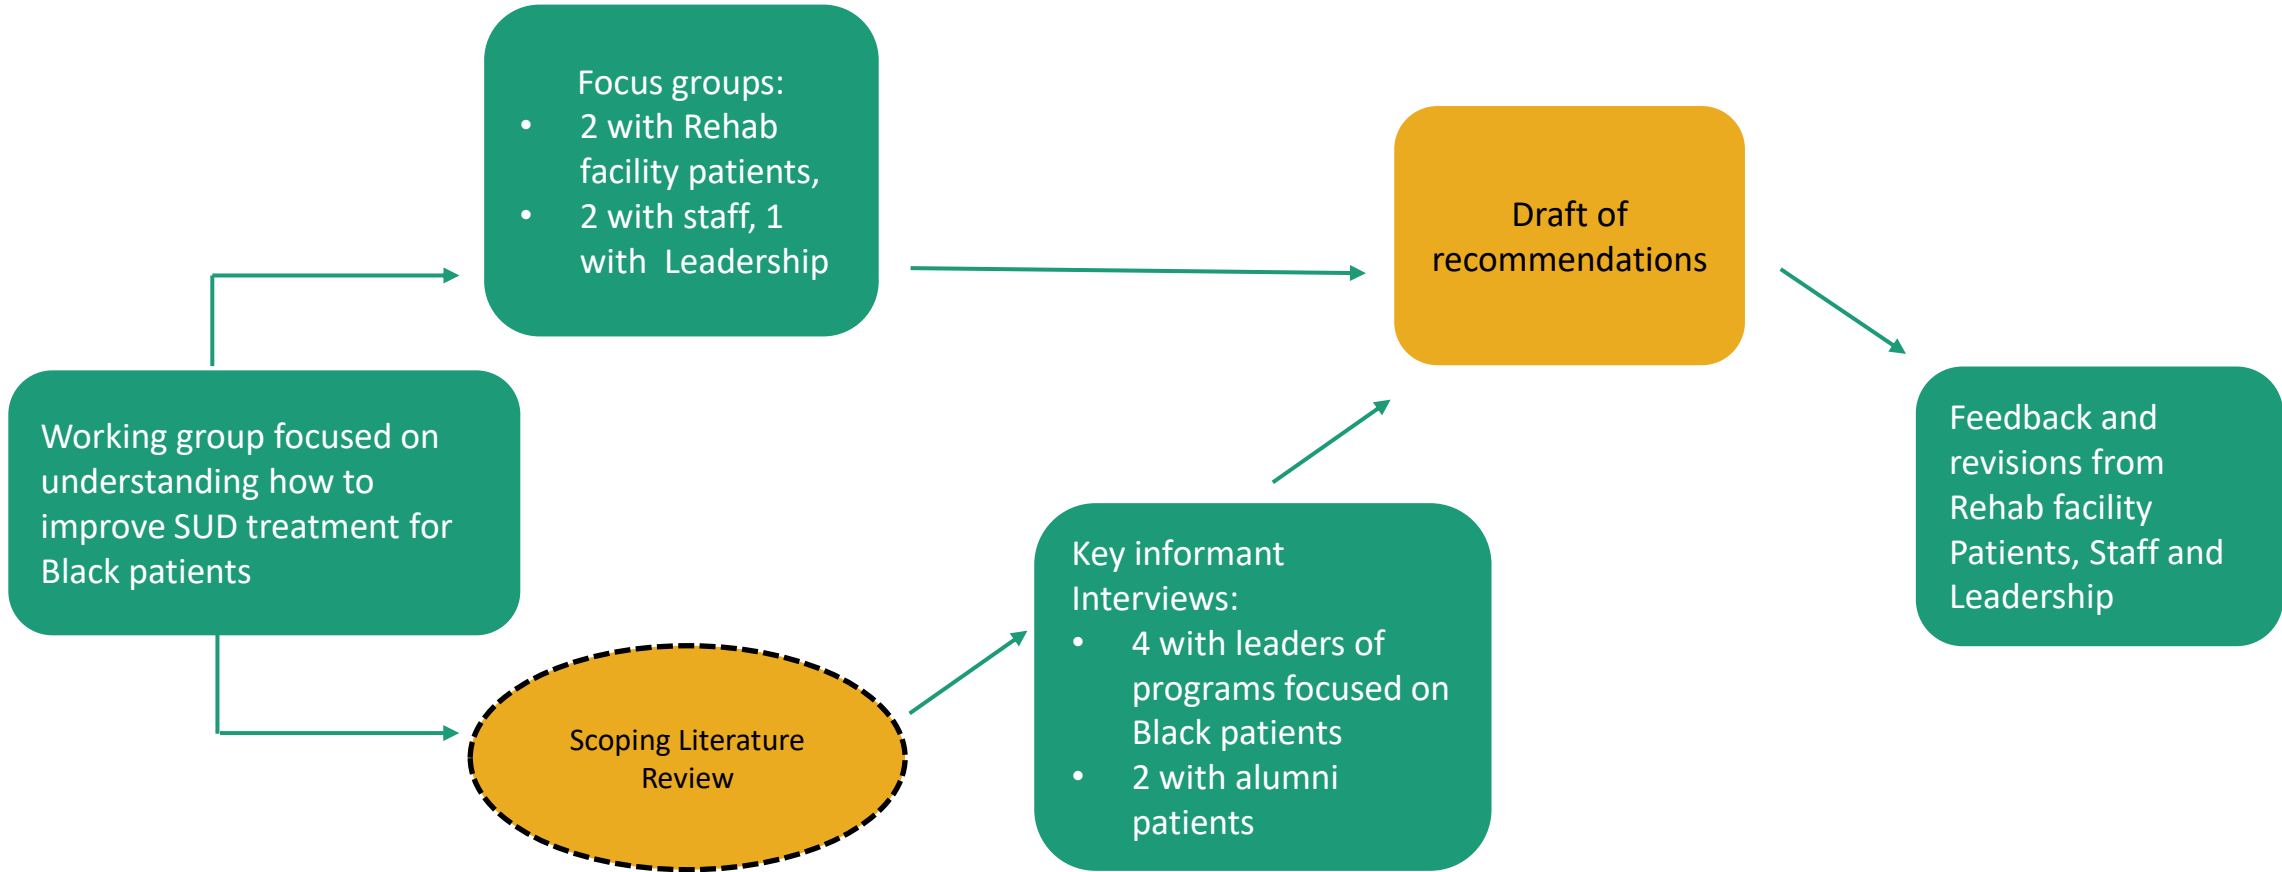 Focus groups:
• 2 with Rehab
facility patients,
• 2 with staff, 1
with Leadership
Draft of
recommendations
Working group focused on
understanding how to
improve SUD treatment for
Black patients
Feedback and
revisions from
Rehab facility
Patients, Staff and
Leadership
Scoping Literature
Review
Key informant
Interviews:
• 4 with leaders of
programs focused on
Black patients
• 2 with alumni
patients